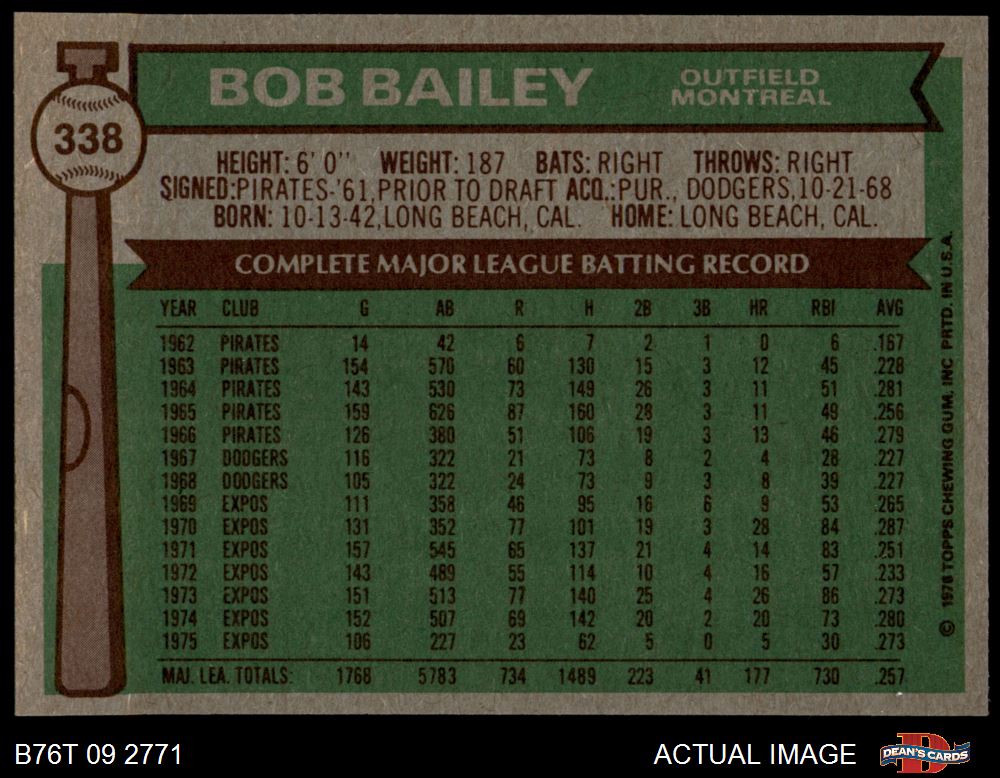 BOB BAILEY
OUTFIELD
MONTREAL
338
HEIGHT: 6' 0" WEIGHT: 187 BATS: RIGHT THROWS: RIGHT
SIGNED:PIRATES-'61,PRIOR TO DRAFT ACQ.:PUR., DODGERS,10-21-68
BORN: 10-13-42,LONG BEACH, CAL. HOME: LONG BEACH, CAL.
COMPLETE MAJOR LEAGUE BATTING RECORD
YEAR CLUB G AB R H 2B 3B HR RBI AVG
1962 PIRATES 14 42 6 7 2 1 0 6 .167
1963 PIRATES 154 570 60 130 15 3 12 45 .228
1964 PIRATES 143 530 73 149 26 3 11 51 .281
1965 PIRATES 159 626 87 160 28 3 11 49 .256
1966 PIRATES 126 380 51 106 19 3 13 46 .279
1967 DODGERS 116 322 21 73 8 2 4 28 .227
1968 DODGERS 105 322 24 73 9 3 8 39 .227
1969 EXPOS 111 358 46 95 16 6 9 53 .265
1970 EXPOS 131 352 77 101 19 3 28 84 .287
1971 EXPOS 157 545 65 137 21 4 14 83 .251
1972 EXPOS 143 489 55 114 10 4 16 57 .233
1973 EXPOS 151 513 77 140 25 4 26 86 .273
1974 EXPOS 152 507 69 142 20 2 20 73 .280
1975 EXPOS 106 227 23 62 5 0 5 30 .273
MAJ. LEA. TOTALS: 1768 5783 734 1489 223 41 177 730 .257
© 1976 TOPPS CHEWING GUM, INC PRTD. IN U.S.A.
B76T 09 2771
ACTUAL IMAGE
D
DEAN'S CARDS